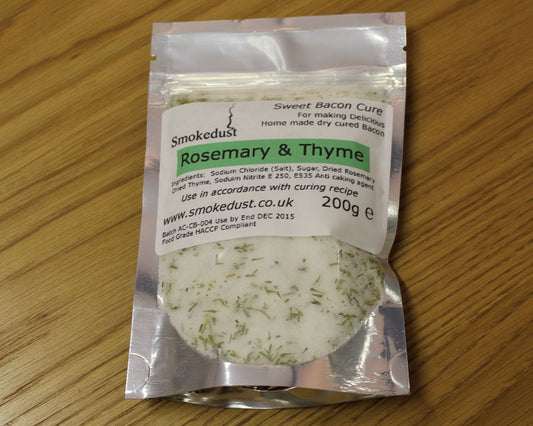 Smokedust
Sweet Bacon Cure
For making Delicious
Home made dry cured Bacon
Rosemary & Thyme
Ingredients: Sodium Chloride (Salt), Sugar, Dried Rosemary,
Dried Thyme, Soduim Nitrite E 250, E535 Anti caking agent
Use in accordance with curing recipe
www.smokedust.co.uk
200g e
Batch AC-CB-004 Use by End DEC 2015
Food Grade HACCP Compliant